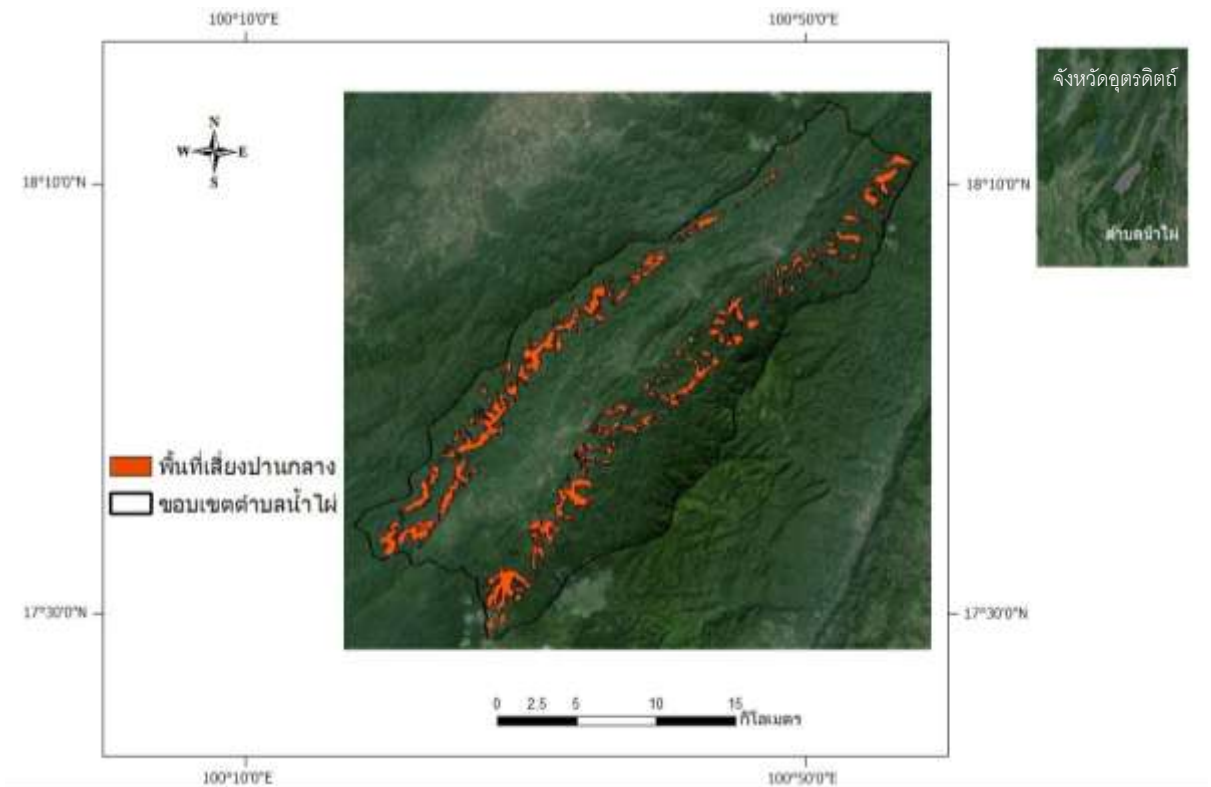 100°10'0"E
100°50'0"E
จังหวัดอุตรดิตถ์
N
W E
S
18°10'0"N
18°10'0"N
ตำบลน้ำไผ่
พื้นที่เสี่ยงปานกลาง
ขอบเขตตำบลน้ำไผ่
17°30'0"N
17°30'0"N
0 2.5 5 10 15
กิโลเมตร
100°10'0"E
100°50'0"E